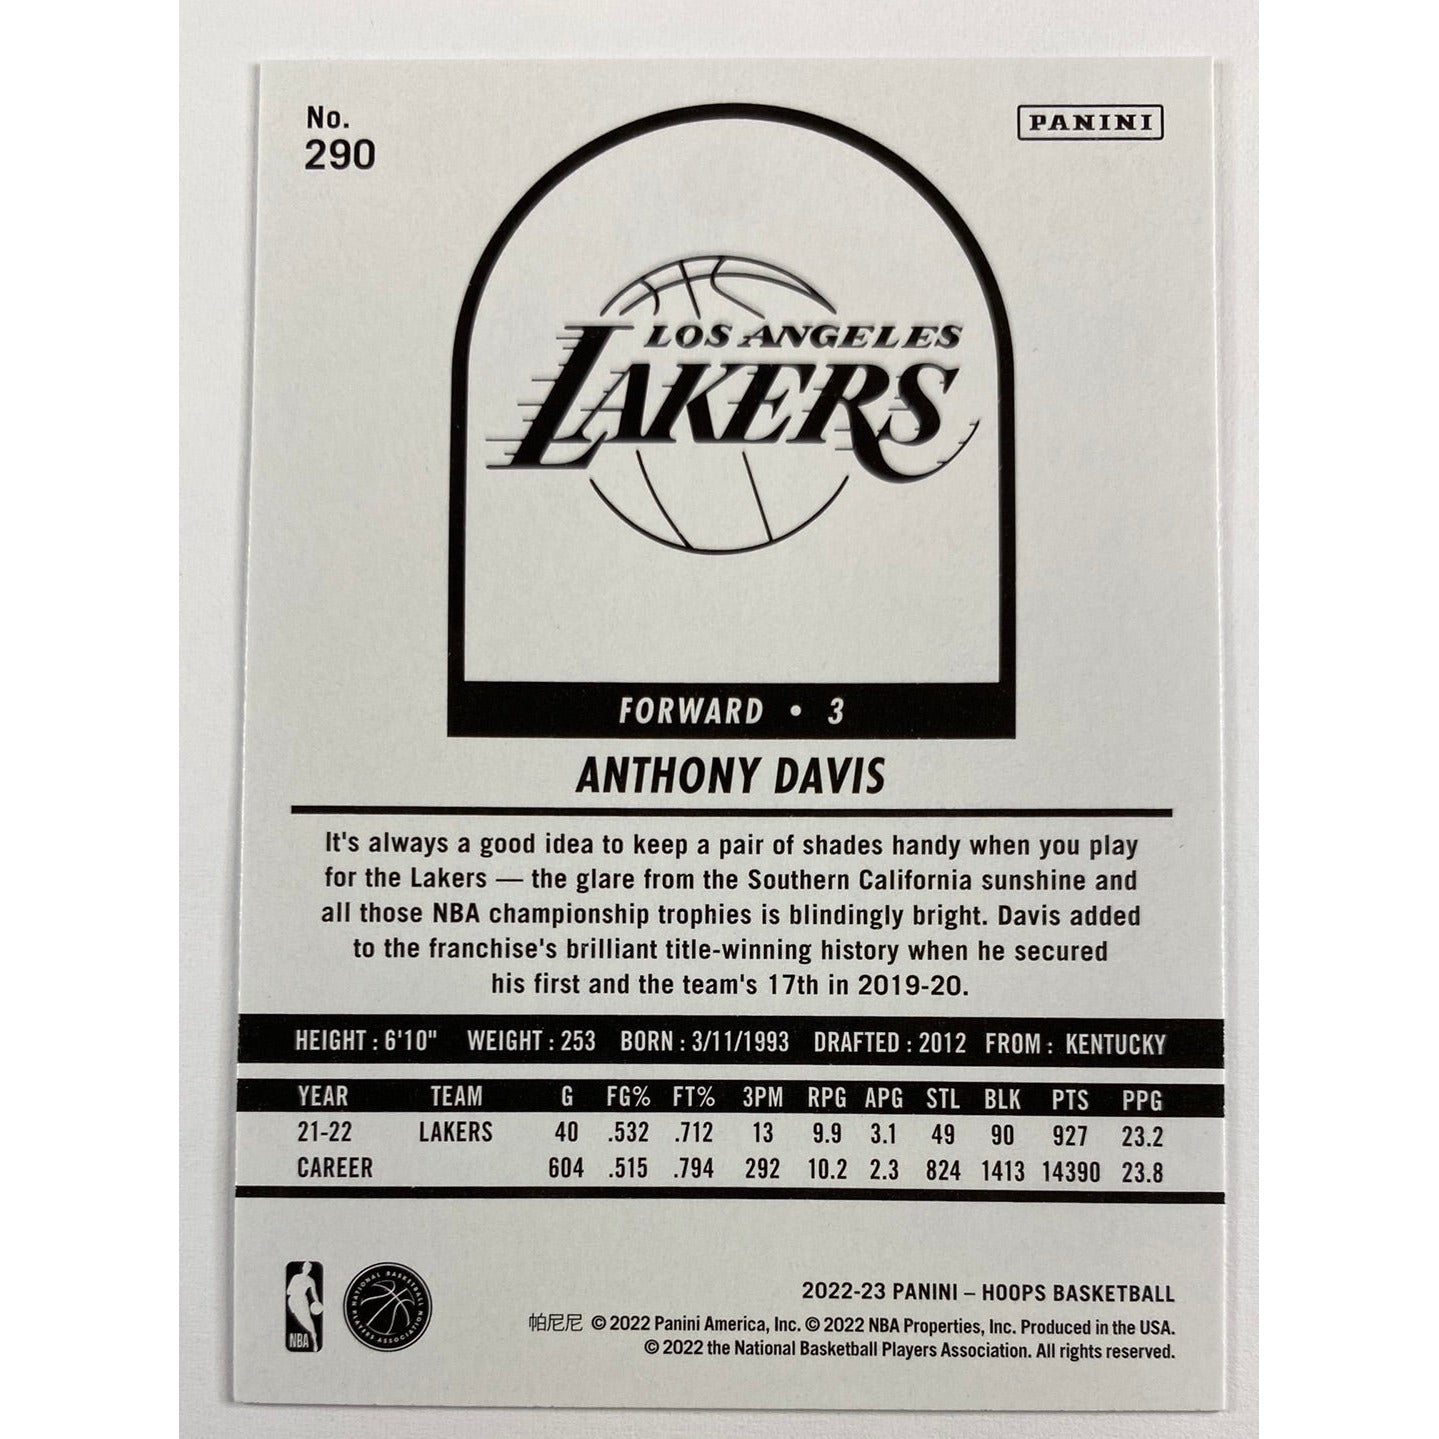 No.
290
PANINI
LOS ANGELES
LAKERS
FORWARD • 3
ANTHONY DAVIS
It's always a good idea to keep a pair of shades handy when you play
for the Lakers — the glare from the Southern California sunshine and
all those NBA championship trophies is blindingly bright. Davis added
to the franchise's brilliant title-winning history when he secured
his first and the team's 17th in 2019-20.
HEIGHT : 6'10" WEIGHT : 253 BORN : 3/11/1993 DRAFTED : 2012 FROM : KENTUCKY
YEAR TEAM G FG% FT% 3PM RPG APG STL BLK PTS PPG
21-22 LAKERS 40 .532 .712 13 9.9 3.1 49 90 927 23.2
CAREER 604 .515 .794 292 10.2 2.3 824 1413 14390 23.8
NBA
NATIONAL BASKETBALL
PLAYERS ASSOCIATION
2022-23 PANINI – HOOPS BASKETBALL
帕尼尼 © 2022 Panini America, Inc. © 2022 NBA Properties, Inc. Produced in the USA.
© 2022 the National Basketball Players Association. All rights reserved.